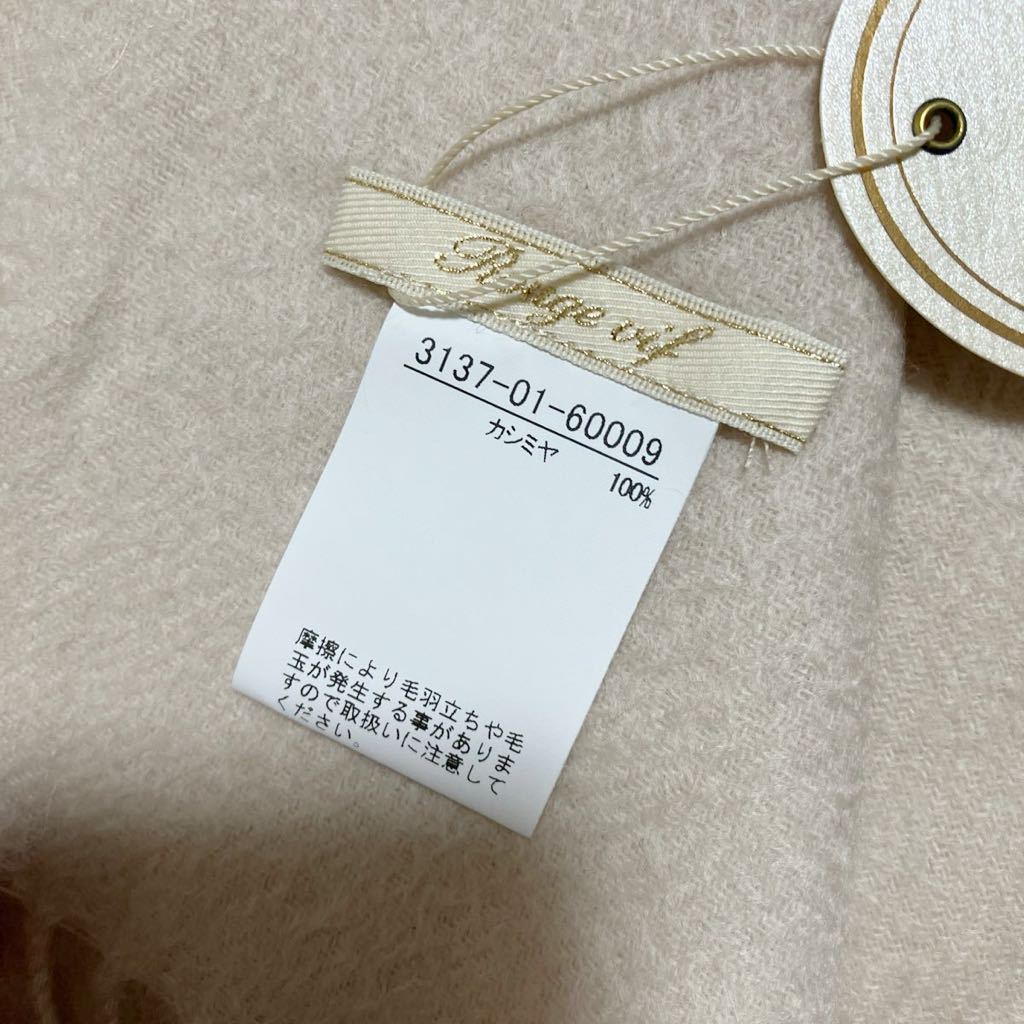 Rouge vif
3137-01-60009
カシミヤ
100%
摩擦により毛羽立ちや毛
玉が発生する事がありま
すので取扱いに注意して
ください。